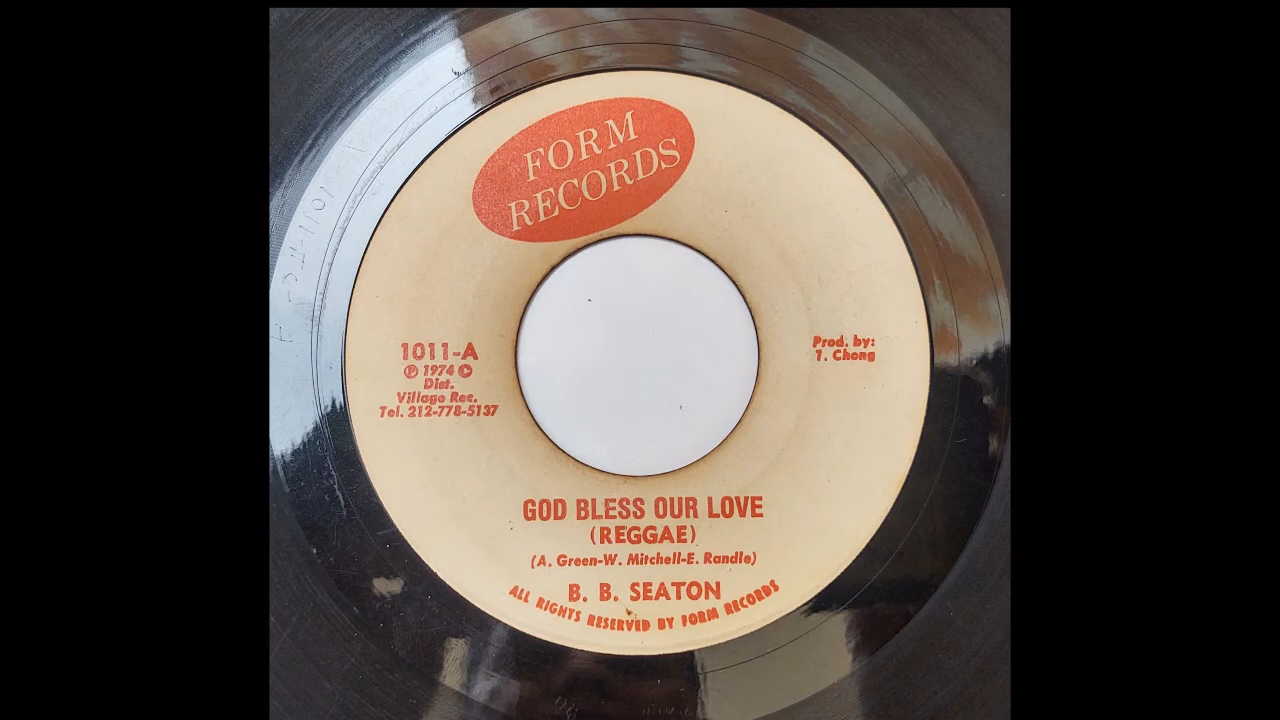 FORM
RECORDS
1011-A
℗ 1974 ©
Dist.
Village Rec.
Tel. 212-778-5137
Prod. by:
T. Chong
GOD BLESS OUR LOVE
(REGGAE)
(A. Green-W. Mitchell-E. Randle)
B. B. SEATON
ALL RIGHTS RESERVED BY FORM RECORDS